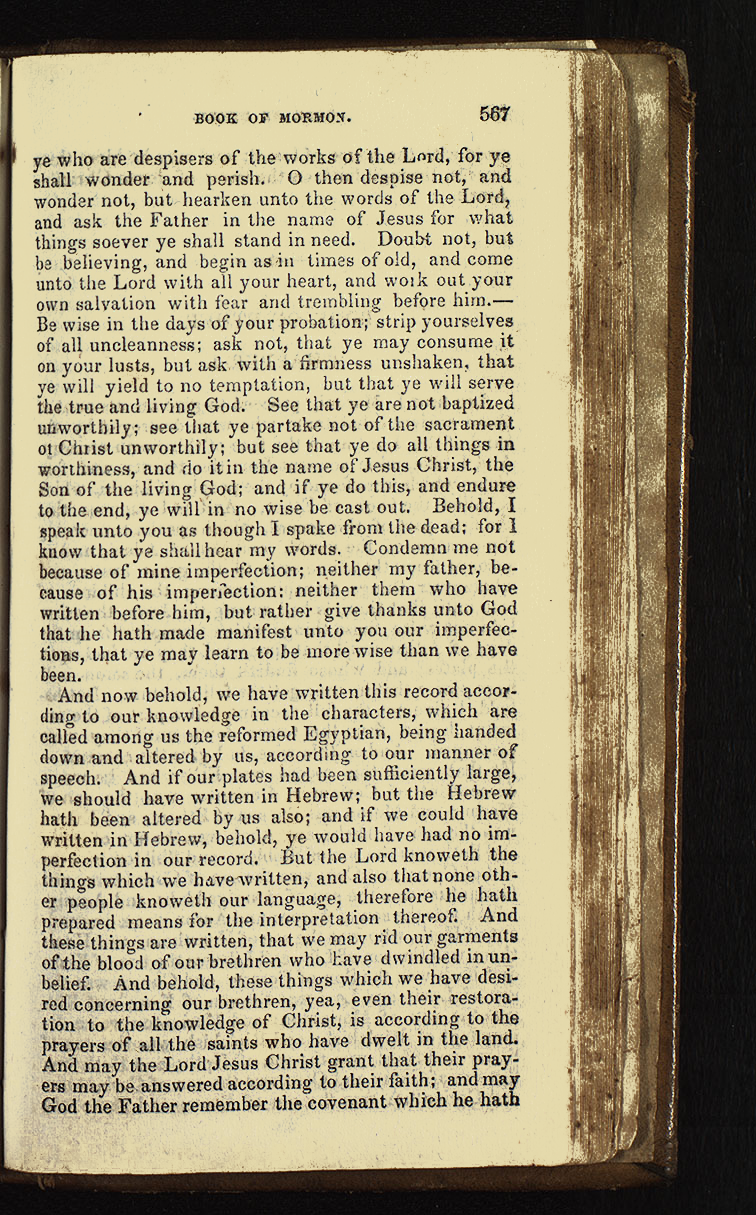 BOOK OF MORMON. 567
ye who are despisers of the works of the Lord, for ye
shall wonder and perish. O then despise not, and
wonder not, but hearken unto the words of the Lord,
and ask the Father in the name of Jesus for what
things soever ye shall stand in need. Doubt not, but
be believing, and begin as in times of old, and come
unto the Lord with all your heart, and work out your
own salvation with fear and trembling before him.—
Be wise in the days of your probation; strip yourselves
of all uncleanness; ask not, that ye may consume it
on your lusts, but ask with a firmness unshaken, that
ye will yield to no temptation, but that ye will serve
the true and living God. See that ye are not baptized
unworthily; see that ye partake not of the sacrament
of Christ unworthily; but see that ye do all things in
worthiness, and do it in the name of Jesus Christ, the
Son of the living God; and if ye do this, and endure
to the end, ye will in no wise be cast out. Behold, I
speak unto you as though I spake from the dead; for I
know that ye shall hear my words. Condemn me not
because of mine imperfection; neither my father, be-
cause of his imperfection: neither them who have
written before him, but rather give thanks unto God
that he hath made manifest unto you our imperfec-
tions, that ye may learn to be more wise than we have
been.
And now behold, we have written this record accor-
ding to our knowledge in the characters, which are
called among us the reformed Egyptian, being handed
down and altered by us, according to our manner of
speech. And if our plates had been sufficiently large,
we should have written in Hebrew; but the Hebrew
hath been altered by us also; and if we could have
written in Hebrew, behold, ye would have had no im-
perfection in our record. But the Lord knoweth the
things which we have written, and also that none oth-
er people knoweth our language, therefore he hath
prepared means for the interpretation thereof. And
these things are written, that we may rid our garments
of the blood of our brethren who have dwindled in un-
belief. And behold, these things which we have desi-
red concerning our brethren, yea, even their restora-
tion to the knowledge of Christ, is according to the
prayers of all the saints who have dwelt in the land.
And may the Lord Jesus Christ grant that their pray-
ers may be answered according to their faith; and may
God the Father remember the covenant which he hath